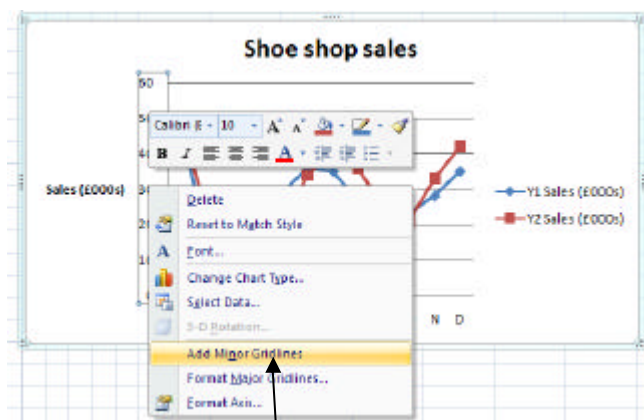 Shoe shop sales
60
Calibri (E 10 A A
B I A
Sales (£000s)
30
Y1 Sales (£000s)
Y2 Sales (£000s)
Delete
Reset to Match Style
A Font...
Change Chart Type...
Select Data...
3-D Rotation...
N D
Add Minor Gridlines
Format Major Gridlines...
Format Axis...